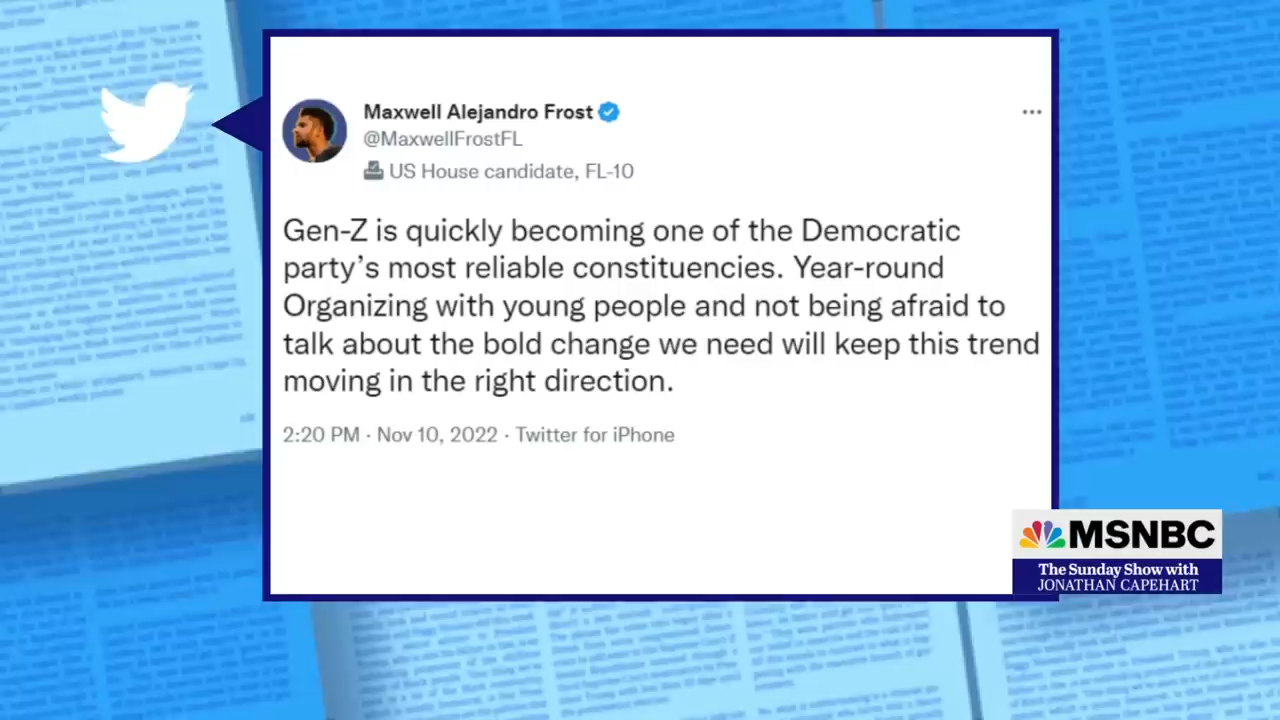 Maxwell Alejandro Frost
@MaxwellFrostFL
US House candidate, FL-10
Gen-Z is quickly becoming one of the Democratic
party’s most reliable constituencies. Year-round
Organizing with young people and not being afraid to
talk about the bold change we need will keep this trend
moving in the right direction.
2:20 PM · Nov 10, 2022 · Twitter for iPhone
MSNBC
The Sunday Show with
JONATHAN CAPEHART